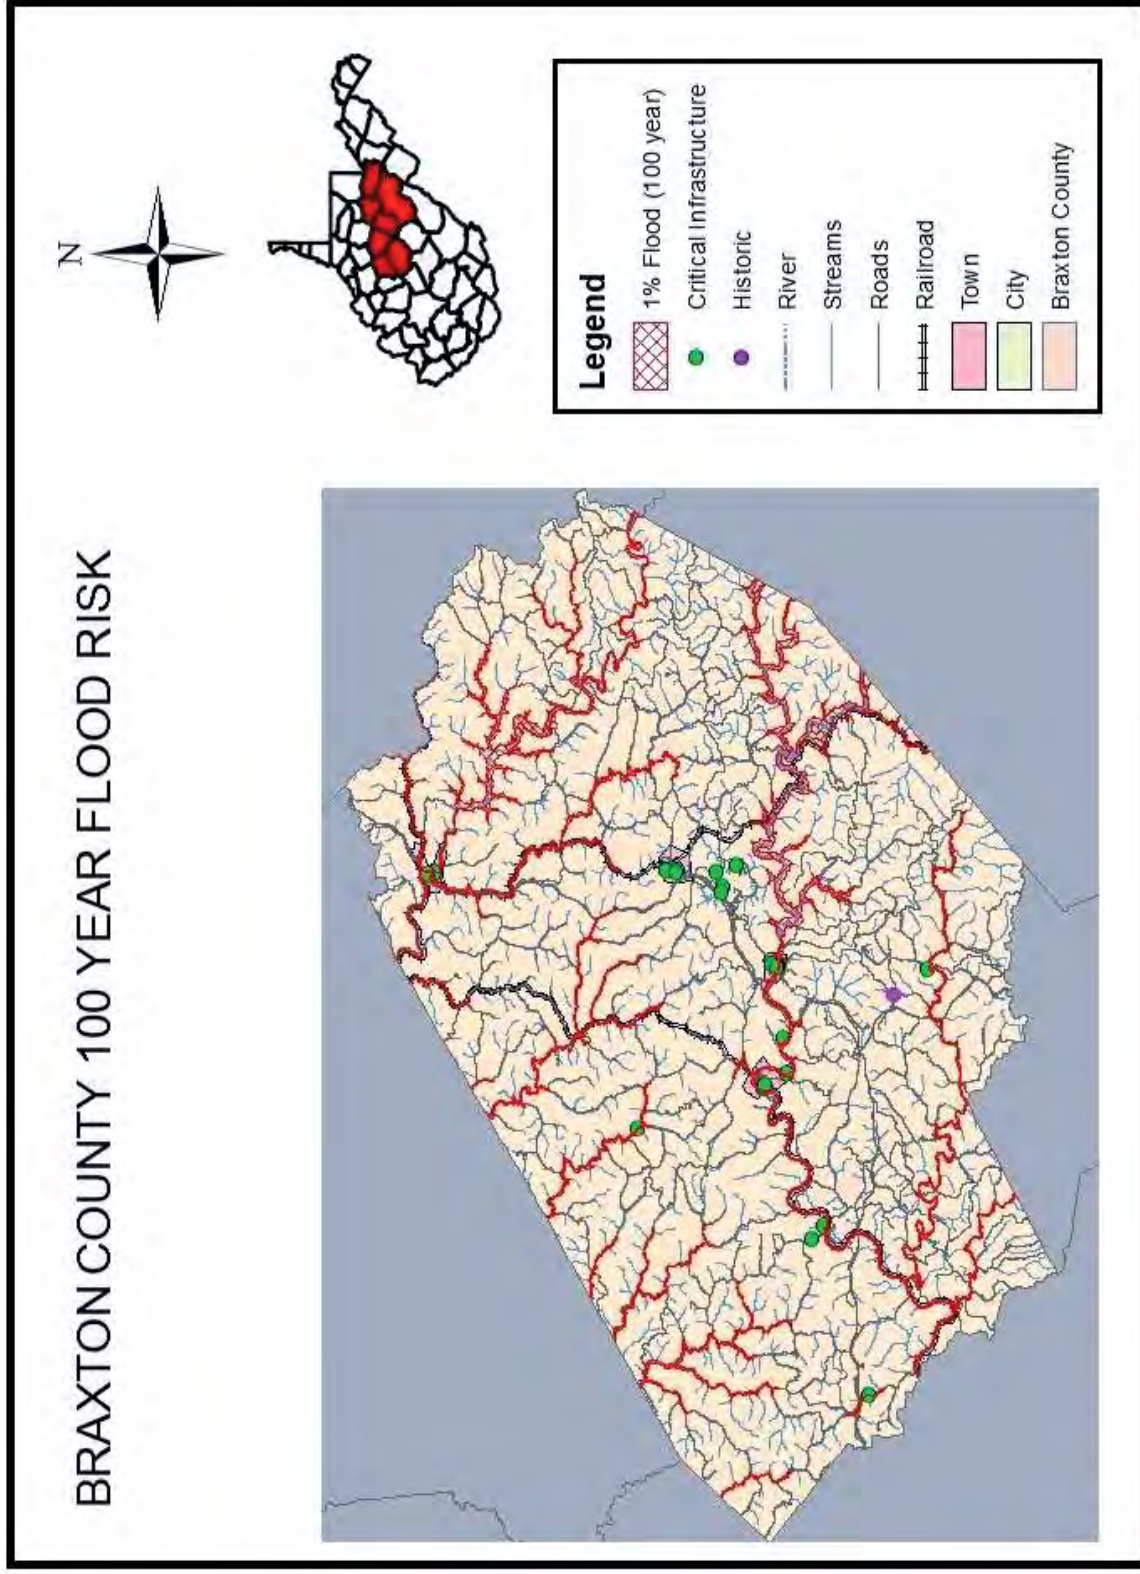 BRAXTON COUNTY 100 YEAR FLOOD RISK
N
Legend
1% Flood (100 year)
Critical Infrastructure
Historic
River
Streams
Roads
Railroad
Town
City
Braxton County